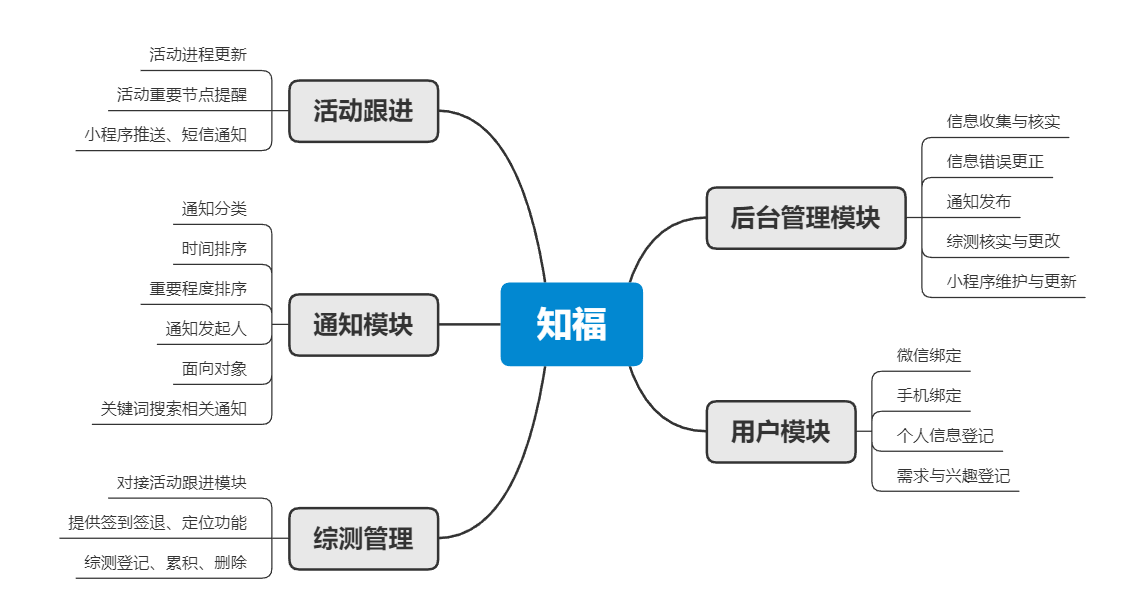 知福
活动跟进
活动进程更新
活动重要节点提醒
小程序推送、短信通知
通知模块
通知分类
时间排序
重要程度排序
通知发起人
面向对象
关键词搜索相关通知
综测管理
对接活动跟进模块
提供签到签退、定位功能
综测登记、累积、删除
后台管理模块
信息收集与核实
信息错误更正
通知发布
综测核实与更改
小程序维护与更新
用户模块
微信绑定
手机绑定
个人信息登记
需求与兴趣登记